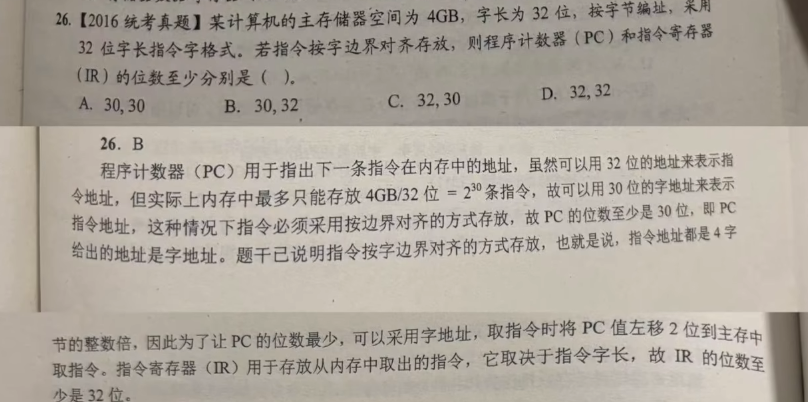 26.【2016 统考真题】某计算机的主存储器空间为 4GB，字长为 32 位，按字节编址，采用
32 位字长指令字格式。若指令按字边界对齐存放，则程序计数器（PC）和指令寄存器
（IR）的位数至少分别是（ ）。
A. 30, 30 B. 30, 32 C. 32, 30 D. 32, 32
26. B
程序计数器（PC）用于指出下一条指令在内存中的地址，虽然可以用 32 位的地址来表示指
令地址，但实际上内存中最多只能存放 4GB/32 位 = 2³⁰ 条指令，故可以用 30 位的字地址来表示
指令地址，这种情况下指令必须采用按边界对齐的方式存放，故 PC 的位数至少是 30 位，即 PC
给出的地址是字地址。题干已说明指令按字边界对齐的方式存放，也就是说，指令地址都是 4 字
节的整数倍，因此为了让 PC 的位数最少，可以采用字地址，取指令时将 PC 值左移 2 位到主存中
取指令。指令寄存器（IR）用于存放从内存中取出的指令，它取决于指令字长，故 IR 的位数至
少是 32 位。